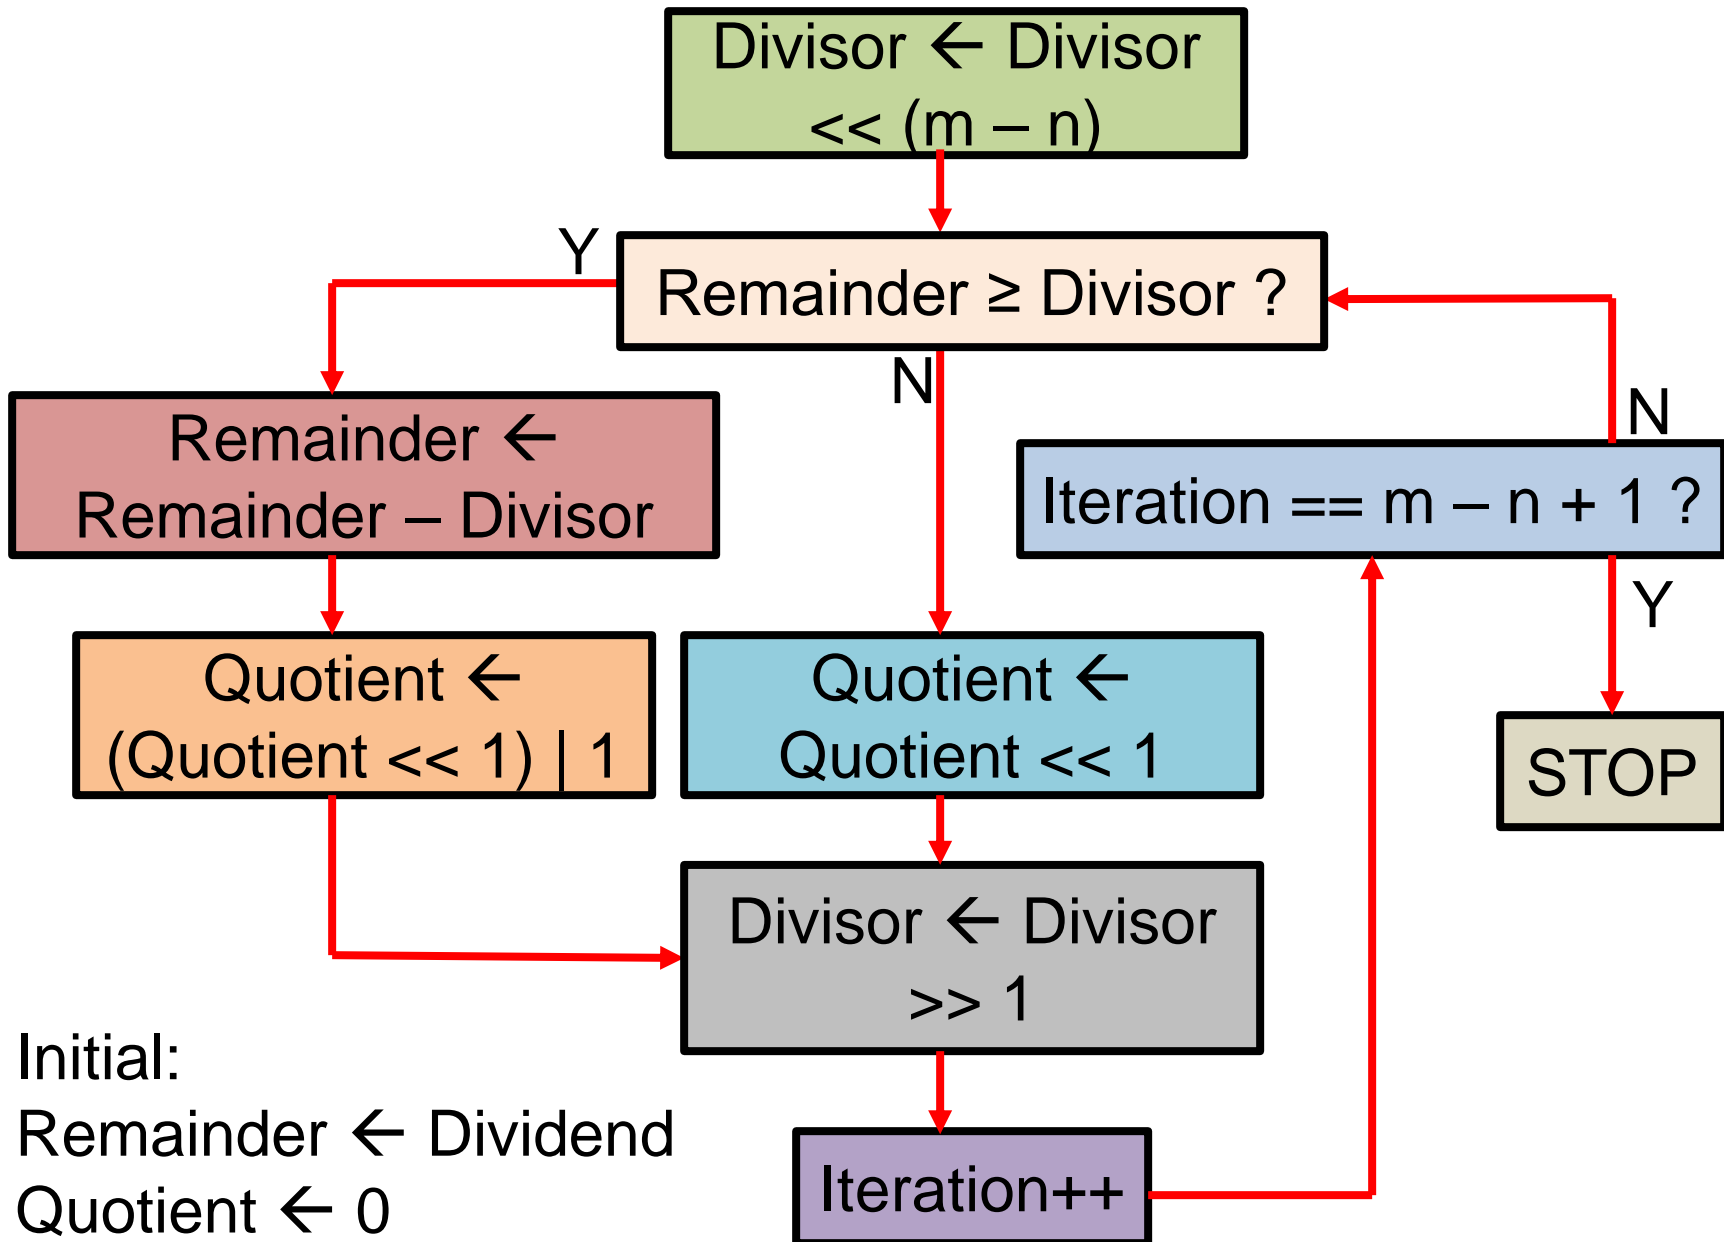 Divisor ← Divisor
<< (m – n)
Y
Remainder ≥ Divisor ?
N
Remainder ←
Remainder – Divisor
N
Iteration == m – n + 1 ?
Y
Quotient ←
(Quotient << 1) | 1
Quotient ←
Quotient << 1
STOP
Divisor ← Divisor
>> 1
Initial:
Remainder ← Dividend
Quotient ← 0
Iteration++